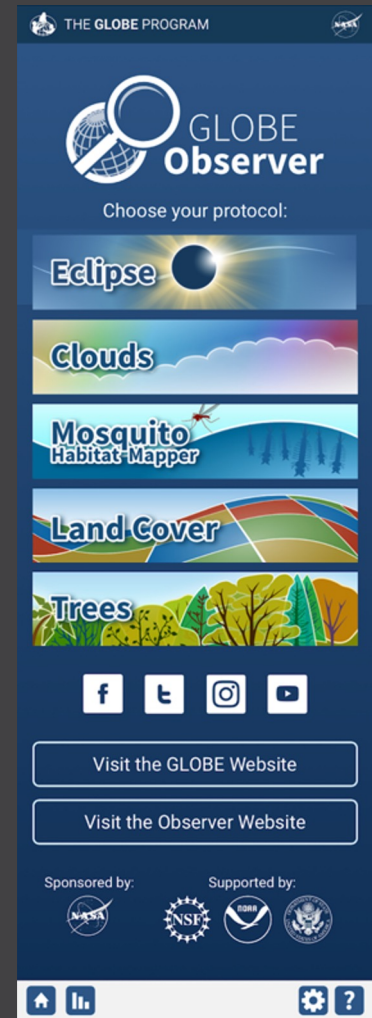 THE GLOBE PROGRAM
NASA
GLOBE
Observer
Choose your protocol:
Eclipse
Clouds
Mosquito
Habitat Mapper
Land Cover
Trees
Visit the GLOBE Website
Visit the Observer Website
Sponsored by:
Supported by:
NASA
NSF
NOAA
?